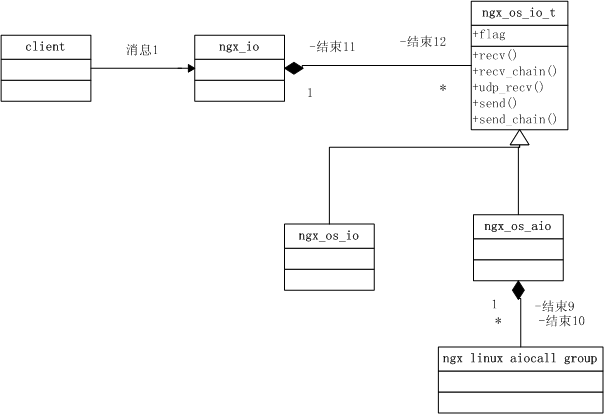 ngx_os_io_t
+flag
+recv()
+recv_chain()
+udp_recv()
+send()
+send_chain()
client
消息1
ngx_io
-结束11
-结束12
1
*
ngx_os_io
ngx_os_aio
1
-结束9
*
-结束10
ngx linux aiocall group